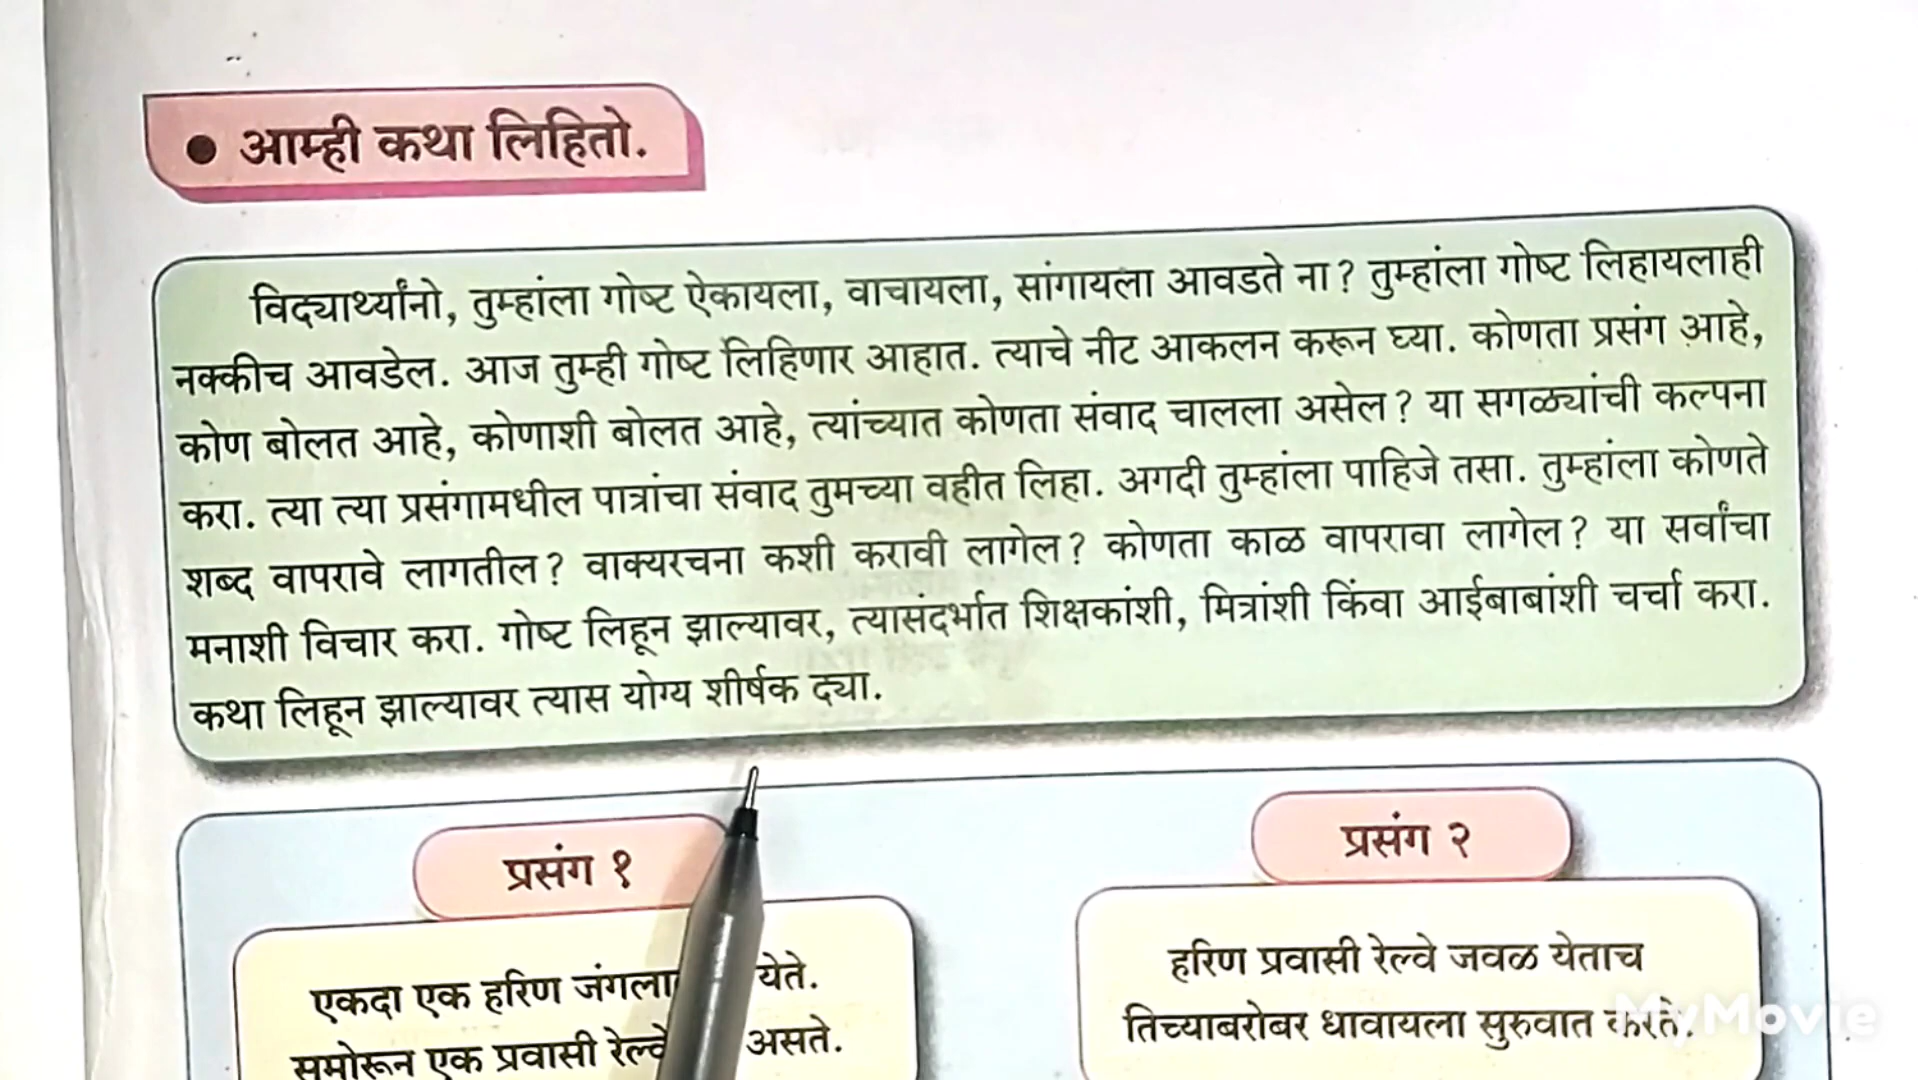 ● आम्ही कथा लिहितो.
विद्यार्थ्यांनो, तुम्हांला गोष्ट ऐकायला, वाचायला, सांगायला आवडते ना? तुम्हांला गोष्ट लिहायलाही
नक्कीच आवडेल. आज तुम्ही गोष्ट लिहिणार आहात. त्याचे नीट आकलन करून घ्या. कोणता प्रसंग आहे,
कोण बोलत आहे, कोणाशी बोलत आहे, त्यांच्यात कोणता संवाद चालला असेल? या सगळ्यांची कल्पना
करा. त्या त्या प्रसंगामधील पात्रांचा संवाद तुमच्या वहीत लिहा. अगदी तुम्हांला पाहिजे तसा. तुम्हांला कोणते
शब्द वापरावे लागतील? वाक्यरचना कशी करावी लागेल? कोणता काळ वापरावा लागेल? या सर्वांचा
मनाशी विचार करा. गोष्ट लिहून झाल्यावर, त्यासंदर्भात शिक्षकांशी, मित्रांशी किंवा आईबाबांशी चर्चा करा.
कथा लिहून झाल्यावर त्यास योग्य शीर्षक द्या.
प्रसंग १
एकदा एक हरिण येते.
समोरून एक प्रवासी असते.
प्रसंग २
हरिण प्रवासी रेल्वे जवळ येताच
तिच्याबरोबर धावायला सुरुवात करते.
MyMovie